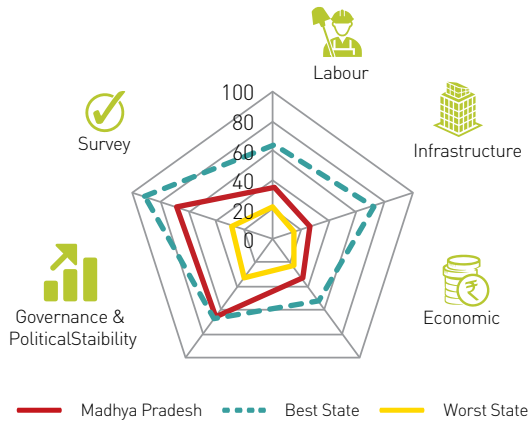 Labour
100
80
60
40
20
0
Survey
Infrastructure
Governance &
PoliticalStaibility
Economic
Madhya Pradesh
Best State
Worst State